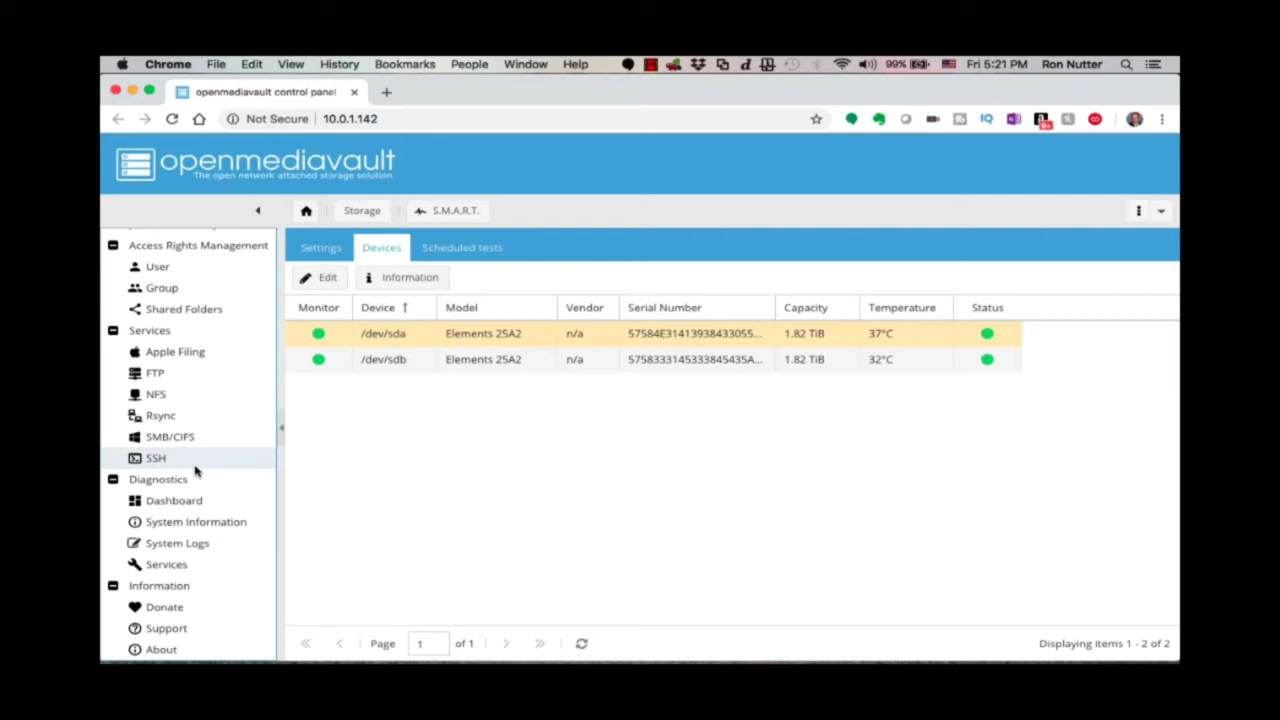 Chrome File Edit View History Bookmarks People Window Help 99% Fri 5:21 PM Ron Nutter
openmediavault control panel
Not Secure 10.0.1.142
openmediavault
The open network attached storage solution
Storage S.M.A.R.T.
Access Rights Management
User
Group
Shared Folders
Services
Apple Filing
FTP
NFS
Rsync
SMB/CIFS
SSH
Diagnostics
Dashboard
System Information
System Logs
Services
Information
Donate
Support
About
Settings Devices Scheduled tests
Edit Information
Monitor Device Model Vendor Serial Number Capacity Temperature Status
/dev/sda Elements 25A2 n/a 57584E31413938433055... 1.82 TiB 37°C
/dev/sdb Elements 25A2 n/a 5758333145333845435A... 1.82 TiB 32°C
Page 1 of 1 Displaying items 1 - 2 of 2